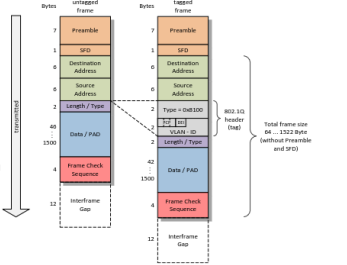 untagged
frame
Bytes
tagged
frame
Bytes
transmitted
7
Preamble
1
SFD
6
Destination
Address
6
Source
Address
2
Length / Type
46
1500
Data / PAD
4
Frame Check
Sequence
12
Interframe
Gap
7
Preamble
1
SFD
6
Destination
Address
6
Source
Address
2
Type = 0x8100
2
VLAN - ID
2
Length / Type
42
1500
Data / PAD
4
Frame Check
Sequence
12
Interframe
Gap
802.1Q
header
(tag)
Total frame size
64 ... 1522 Byte
(without Preamble
and SFD)